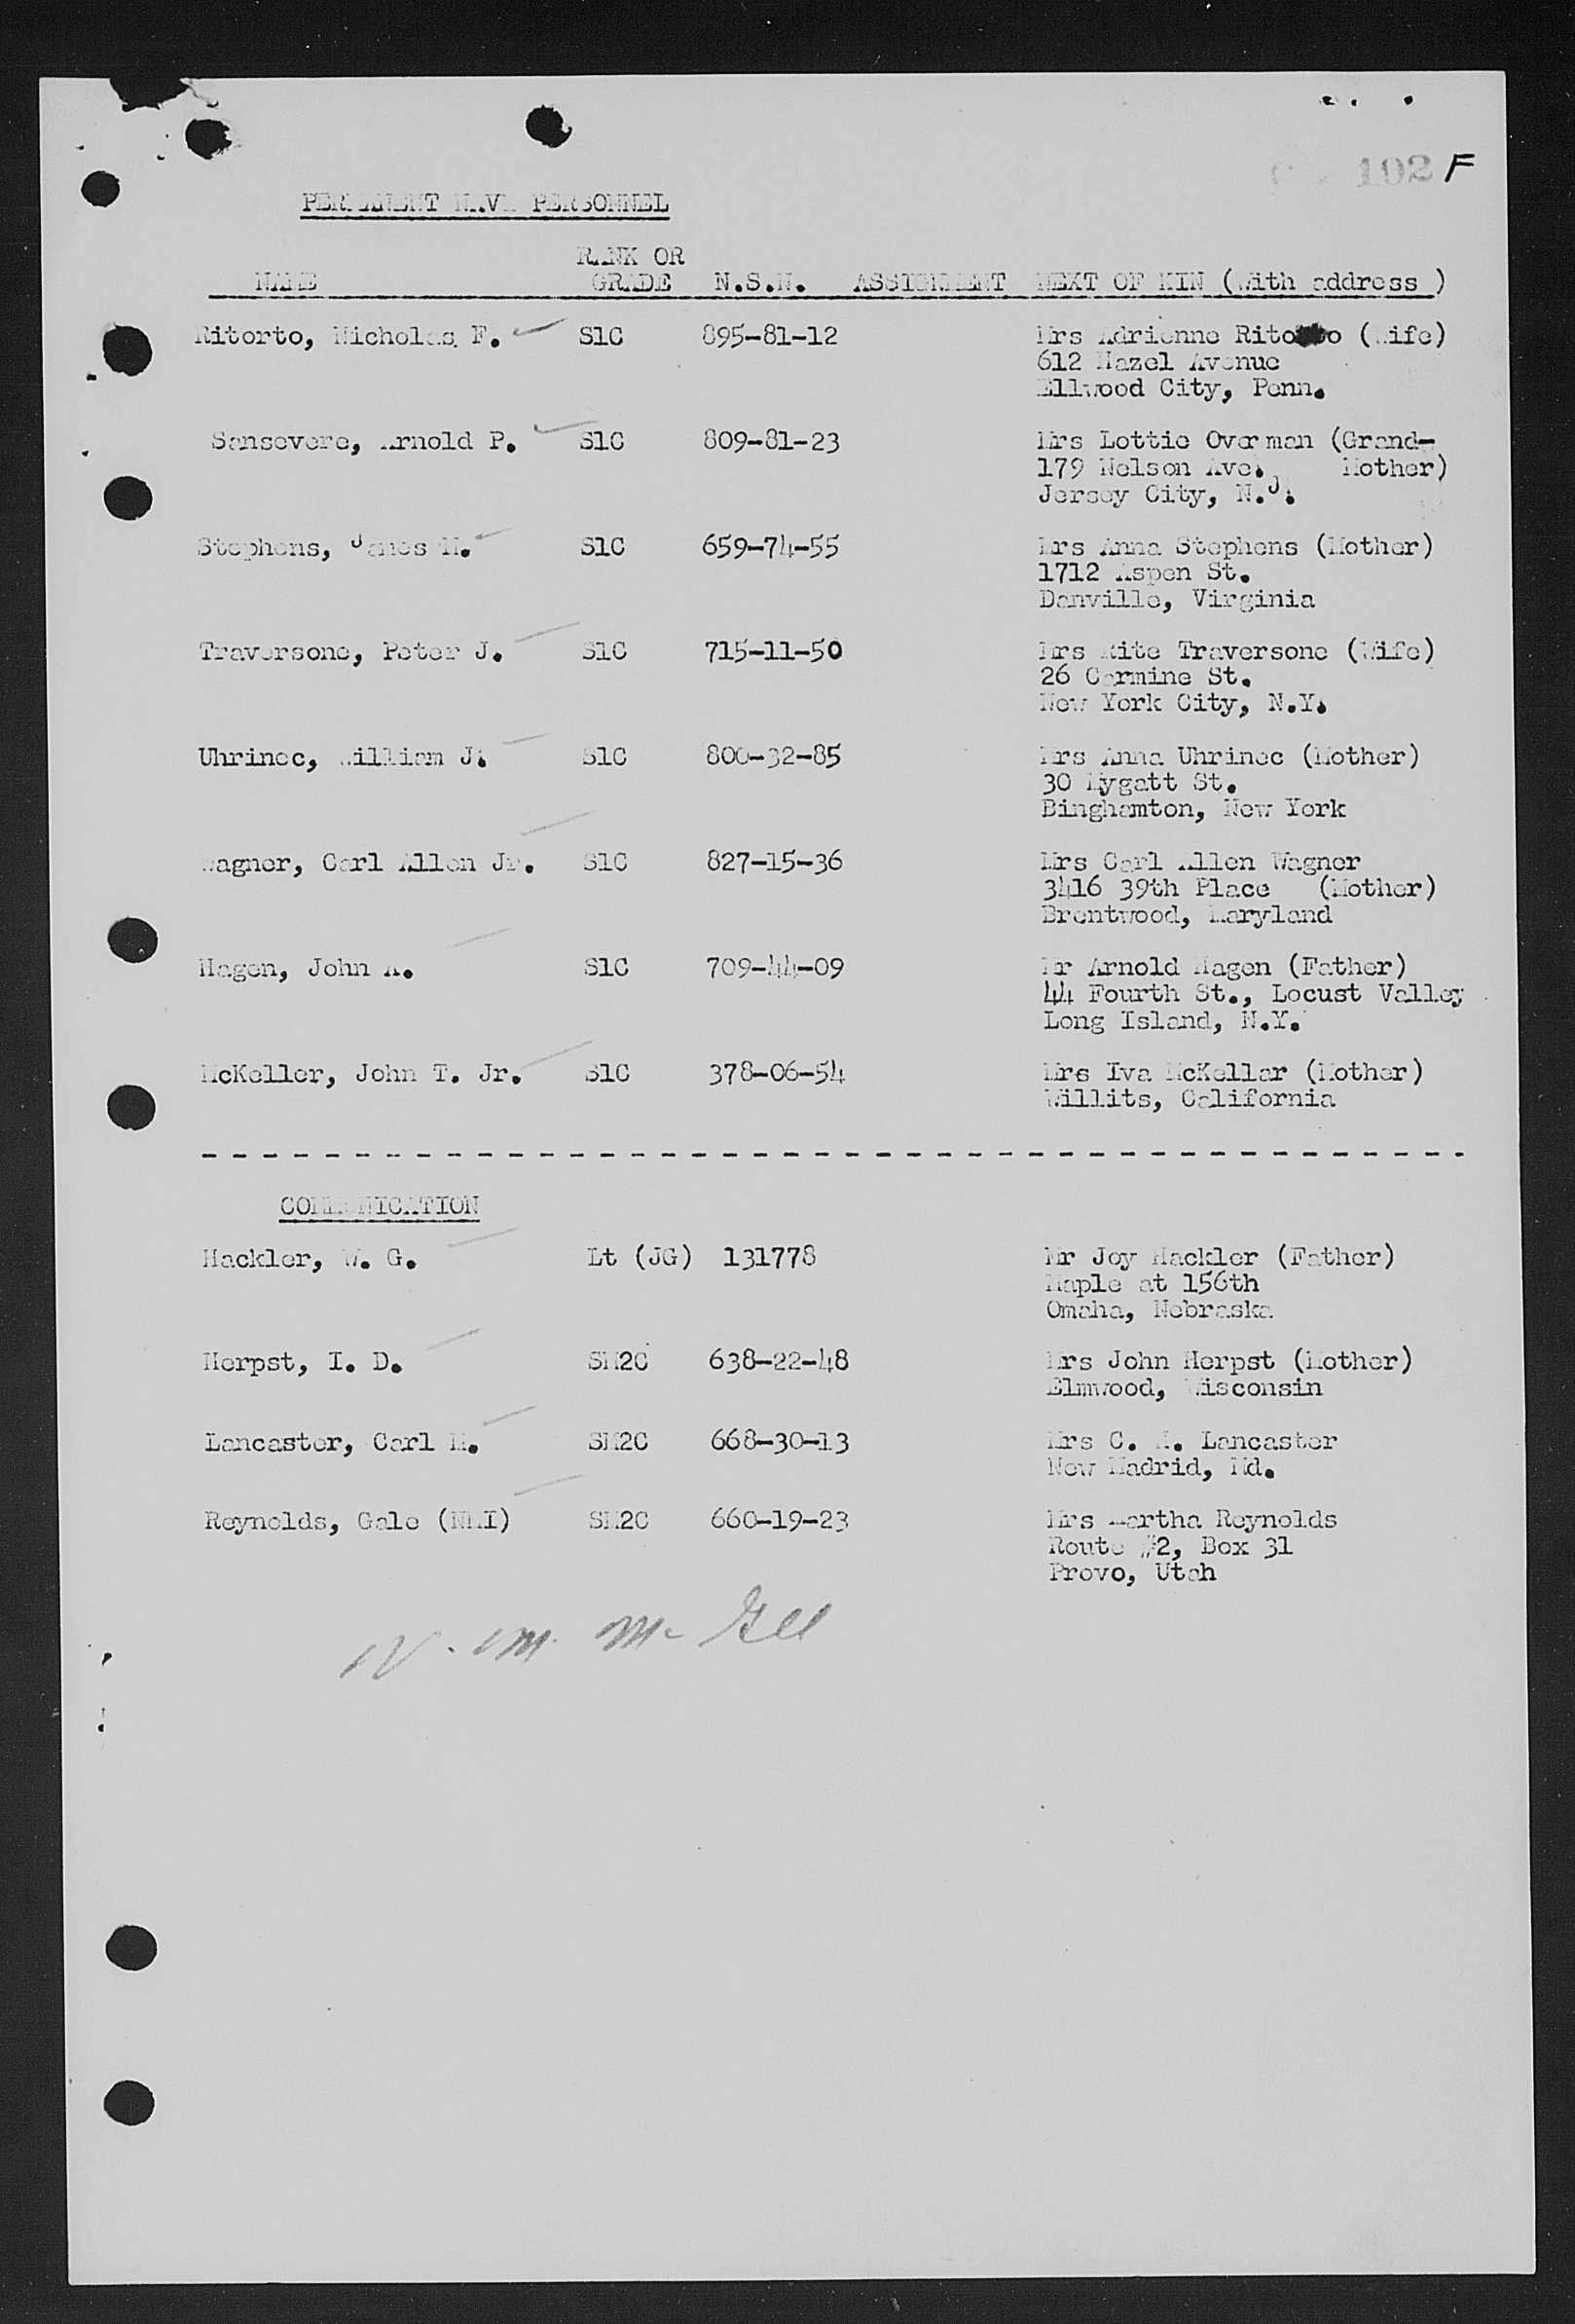 102 F
PERMANENT NAVY PERSONNEL
RANK OR
NAME GRADE N.S.N. ASSIGNMENT NEXT OF KIN (With address )
Ritorto, Nicholas F. S1C 895-81-12 Mrs Adrienne Ritorto (Wife)
612 Hazel Avenue
Ellwood City, Penn.
Sansevere, Arnold P. S1C 809-81-23 Mrs Lottie Overman (Grand-
179 Nelson Ave. Mother)
Jersey City, N.J.
Stephens, James M. S1C 659-74-55 Mrs Anna Stephens (Mother)
1712 Aspen St.
Danville, Virginia
Traversone, Peter J. S1C 715-11-50 Mrs Rita Traversone (Wife)
26 Carmine St.
New York City, N.Y.
Uhrinec, William J. S1C 800-32-85 Mrs Anna Uhrinec (Mother)
30 Mygatt St.
Binghamton, New York
Wagner, Carl Allen Jr. S1C 827-15-36 Mrs Carl Allen Wagner
3416 39th Place (Mother)
Brentwood, Maryland
Hagen, John A. S1C 709-44-09 Mr Arnold Hagen (Father)
44 Fourth St., Locust Valley
Long Island, N.Y.
McKeller, John T. Jr. S1C 378-06-54 Mrs Iva McKellar (Mother)
Willits, California
COMMUNICATION
Hackler, W. G. Lt (JG) 131778 Mr Joy Hackler (Father)
Maple at 156th
Omaha, Nebraska
Herpst, I. D. SM2C 638-22-48 Mrs John Herpst (Mother)
Elmwood, Wisconsin
Lancaster, Carl M. SM2C 668-30-13 Mrs C. M. Lancaster
New Madrid, Md.
Reynolds, Gale (NMI) SM2C 660-19-23 Mrs Martha Reynolds
Route #2, Box 31
Provo, Utah
W. M. McGee